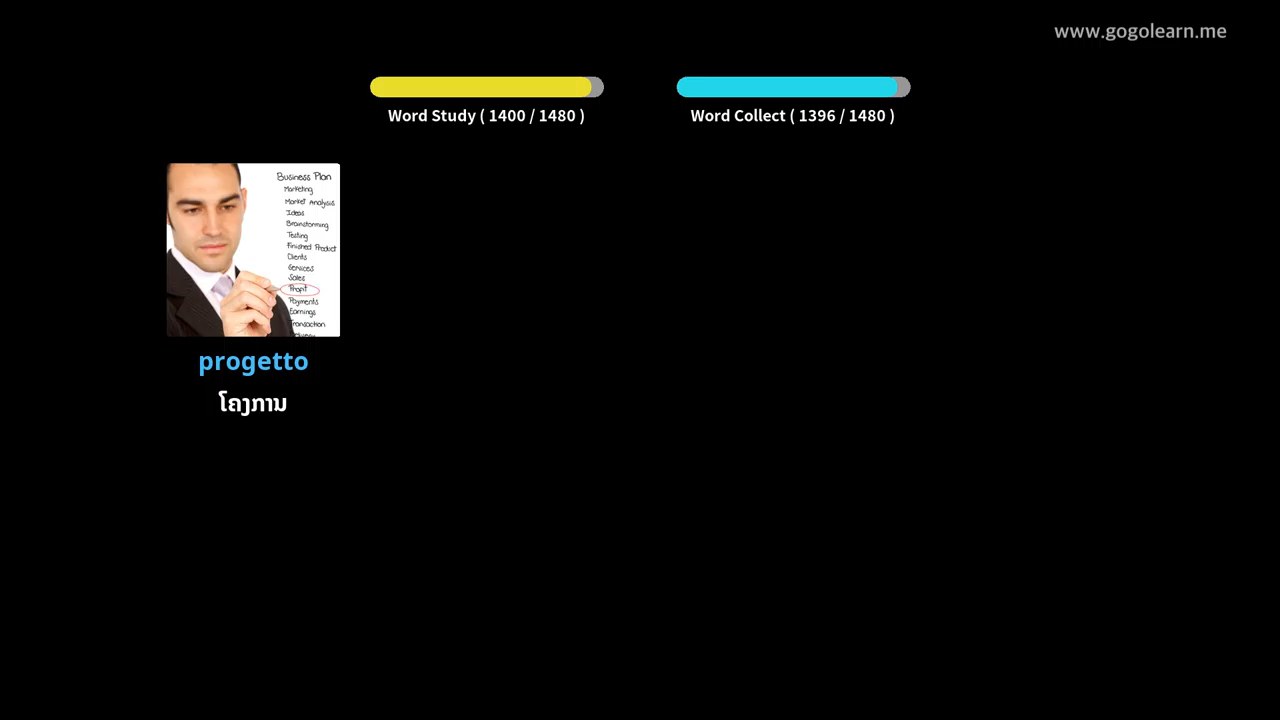 www.gogolearn.me
Word Study ( 1400 / 1480 )
Word Collect ( 1396 / 1480 )
Business Plan
Marketing
Market Analysis
Ideas
Brainstorming
Testing
Finished Product
Clients
Services
Sales
Profit
Payments
Earnings
Transaction
Delivery
progetto
ໂຄງການ